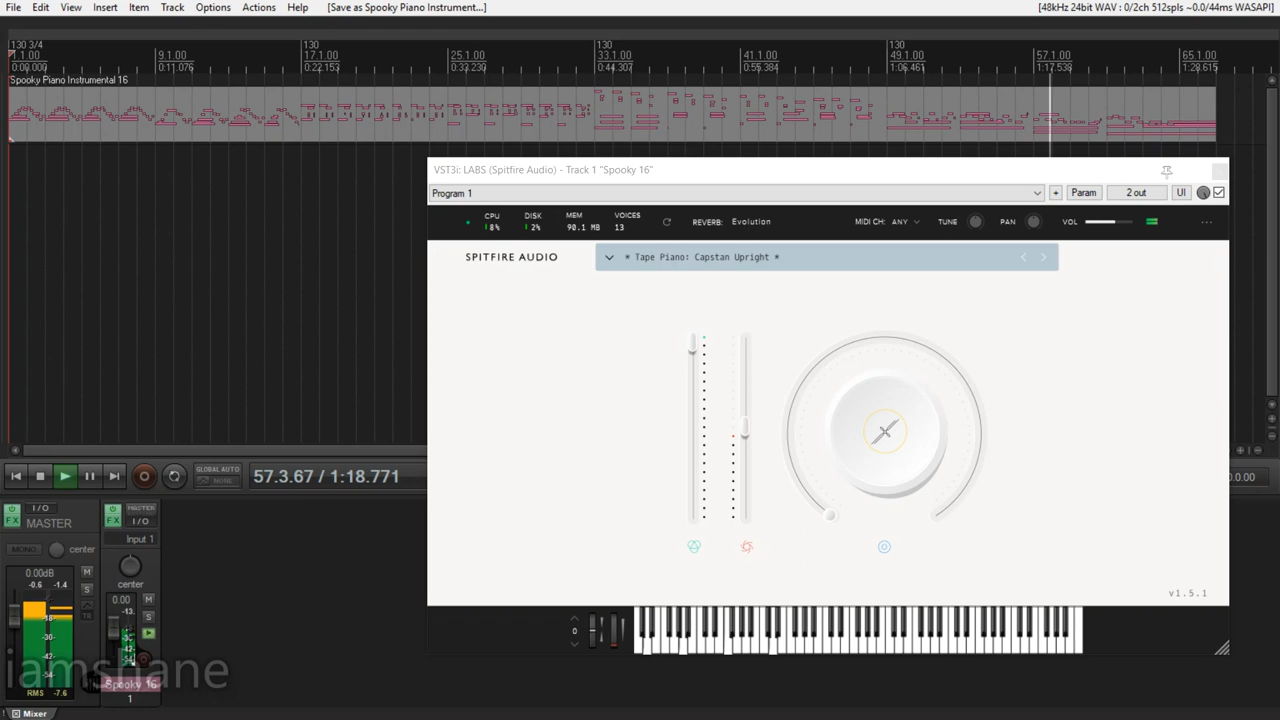 File Edit View Insert Item Track Options Actions Help [Save as Spooky Piano Instrument...] [48kHz 24bit WAV : 0/2ch 512spls ~0.0/44ms WASAPI]
130 3/4 130 130 130
1.1.00 9.1.00 17.1.00 25.1.00 33.1.00 41.1.00 49.1.00 57.1.00 65.1.00
0:00.000 0:11.076 0:22.153 0:33.230 0:44.307 0:55.384 1:06.461 1:17.538 1:28.615
Spooky Piano Instrumental 16
VST3i: LABS (Spitfire Audio) - Track 1 "Spooky 16"
Program 1 + Param 2 out UI
CPU DISK MEM VOICES
8% 2% 90.1 MB 13
REVERB: Evolution MIDI CH: ANY TUNE PAN VOL ...
SPITFIRE AUDIO * Tape Piano: Capstan Upright *
v1.5.1
0
GLOBAL AUTO
NONE
57.3.67 / 1:18.771
0.00
FX I/O
MASTER
MONO center
0.00dB
-0.6 -1.4
M
S
TR
-18-
-30-
-42-
-54-
RMS -7.6
FX MASTER
I/O
Input 1
center
0.00
M
S
-13.
-42-
-54-
iamshane
Spooky 16
1
! Mixer